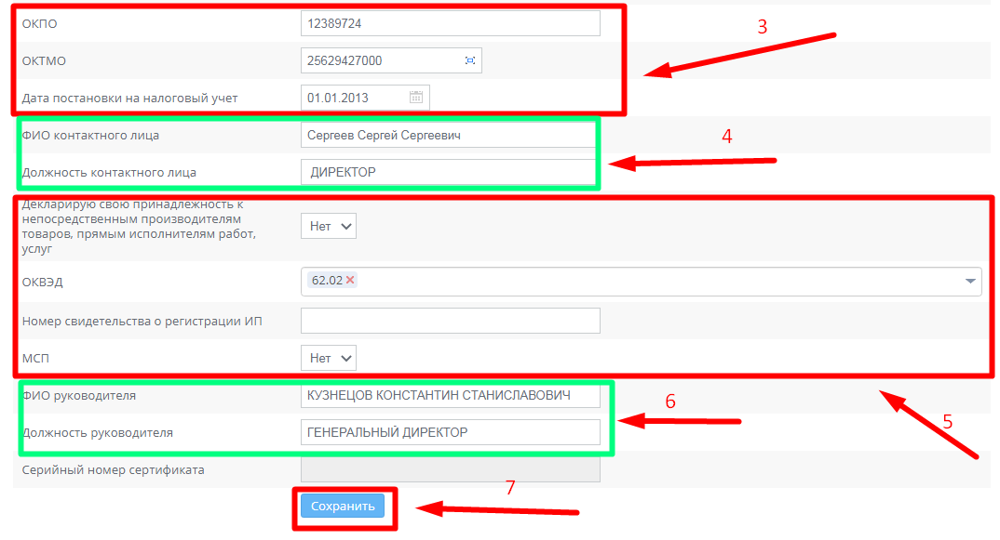 ОКПО 12389724
3
ОКТМО 25629427000
Дата постановки на налоговый учет 01.01.2013
ФИО контактного лица Сергеев Сергей Сергеевич
4
Должность контактного лица ДИРЕКТОР
Декларирую свою принадлежность к
непосредственным производителям
товаров, прямым исполнителям работ,
услуг
Нет
ОКВЭД 62.02
Номер свидетельства о регистрации ИП
МСП Нет
ФИО руководителя КУЗНЕЦОВ КОНСТАНТИН СТАНИСЛАВОВИЧ
6
5
Должность руководителя ГЕНЕРАЛЬНЫЙ ДИРЕКТОР
Серийный номер сертификата
7
Сохранить